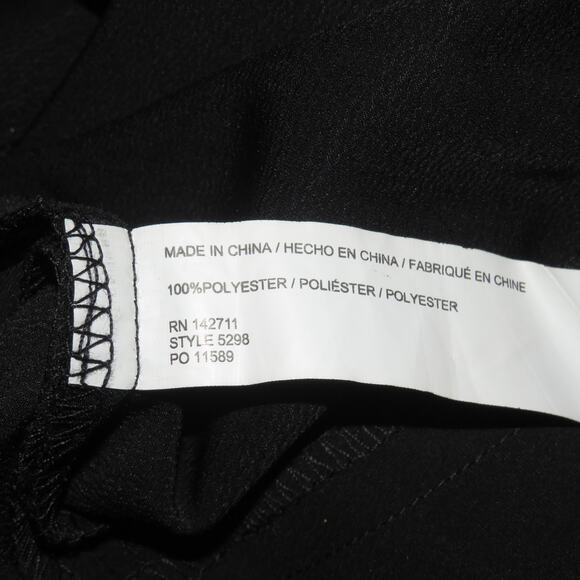 MADE IN CHINA / HECHO EN CHINA / FABRIQUÉ EN CHINE
100%POLYESTER / POLIÉSTER / POLYESTER
RN 142711
STYLE 5298
PO 11589